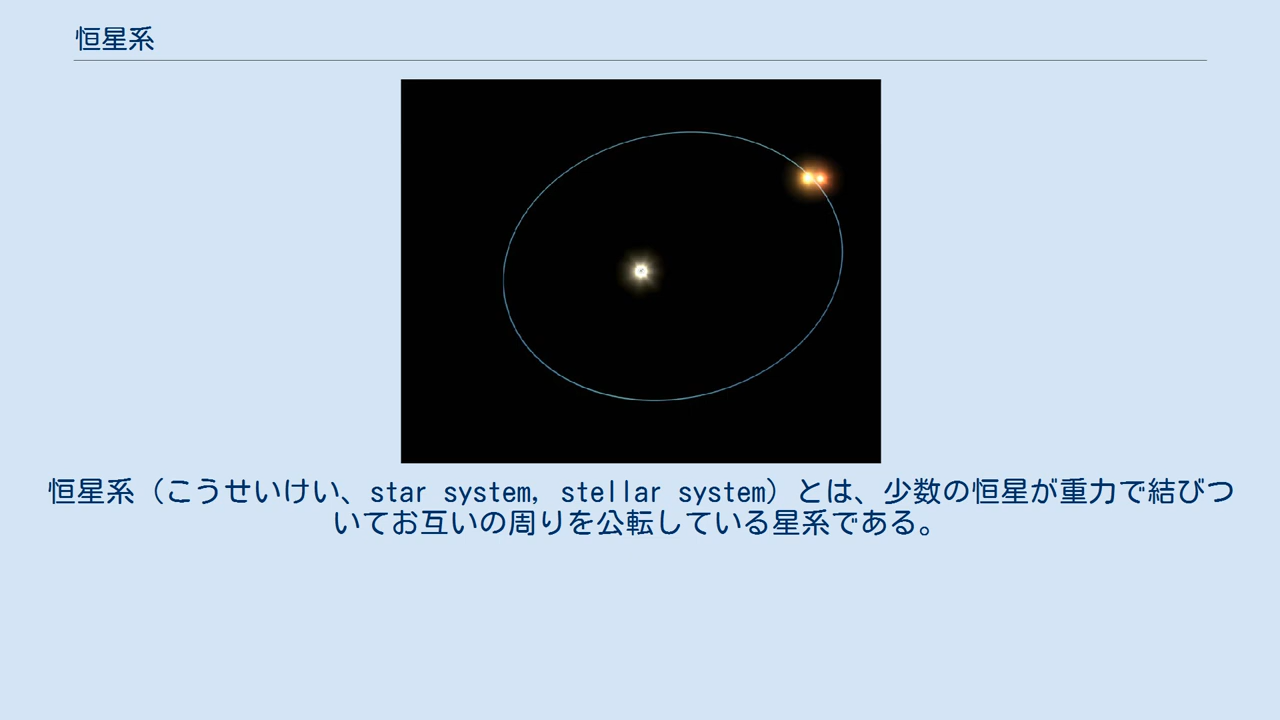 恒星系
恒星系（こうせいけい、star system, stellar system）とは、少数の恒星が重力で結びつ
いてお互いの周りを公転している星系である。